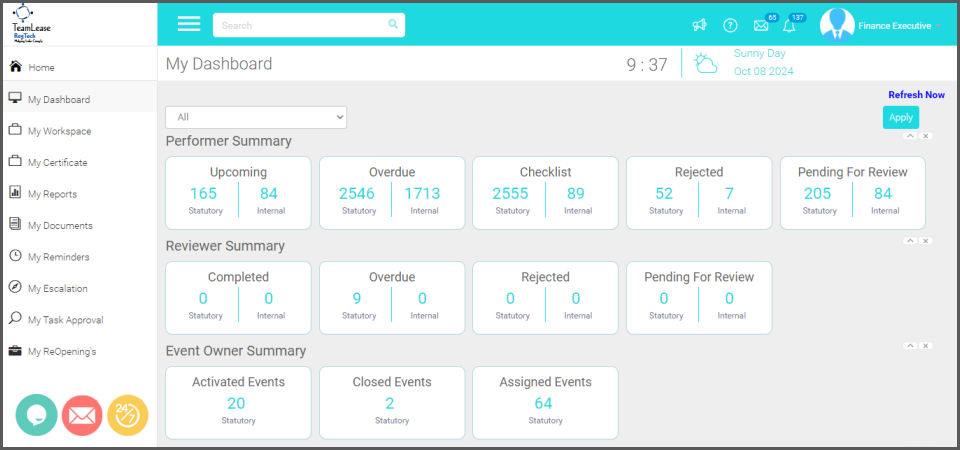 TeamLease
RegTech
Making India Comply
Search
65
137
Finance Executive
Home
My Dashboard
My Workspace
My Certificate
My Reports
My Documents
My Reminders
My Escalation
My Task Approval
My ReOpening's
24/7
My Dashboard
9 : 37
Sunny Day
Oct 08 2024
Refresh Now
All
Apply
Performer Summary
Upcoming
165 84
Statutory Internal
Overdue
2546 1713
Statutory Internal
Checklist
2555 89
Statutory Internal
Rejected
52 7
Statutory Internal
Pending For Review
205 84
Statutory Internal
Reviewer Summary
Completed
0 0
Statutory Internal
Overdue
9 0
Statutory Internal
Rejected
0 0
Statutory Internal
Pending For Review
0 0
Statutory Internal
Event Owner Summary
Activated Events
20
Statutory
Closed Events
2
Statutory
Assigned Events
64
Statutory